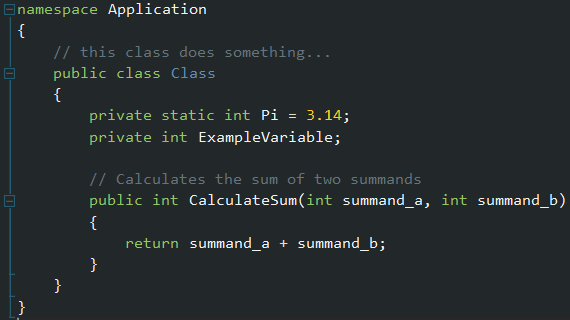 namespace Application
{
// this class does something...
public class Class
{
private static int Pi = 3.14;
private int ExampleVariable;
// Calculates the sum of two summands
public int CalculateSum(int summand_a, int summand_b)
{
return summand_a + summand_b;
}
}
}